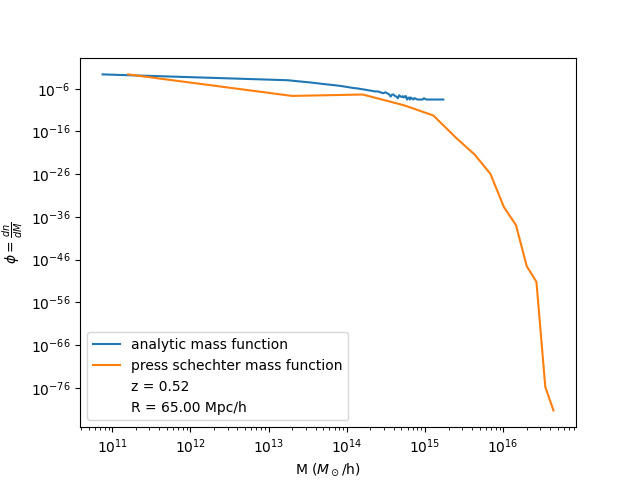 10^{-6}
10^{-16}
10^{-26}
10^{-36}
10^{-46}
10^{-56}
10^{-66}
10^{-76}
ϕ = \frac{dn}{dM}
analytic mass function
press schechter mass function
z = 0.52
R = 65.00 Mpc/h
10^{11} 10^{12} 10^{13} 10^{14} 10^{15} 10^{16}
M (M_⊙/h)